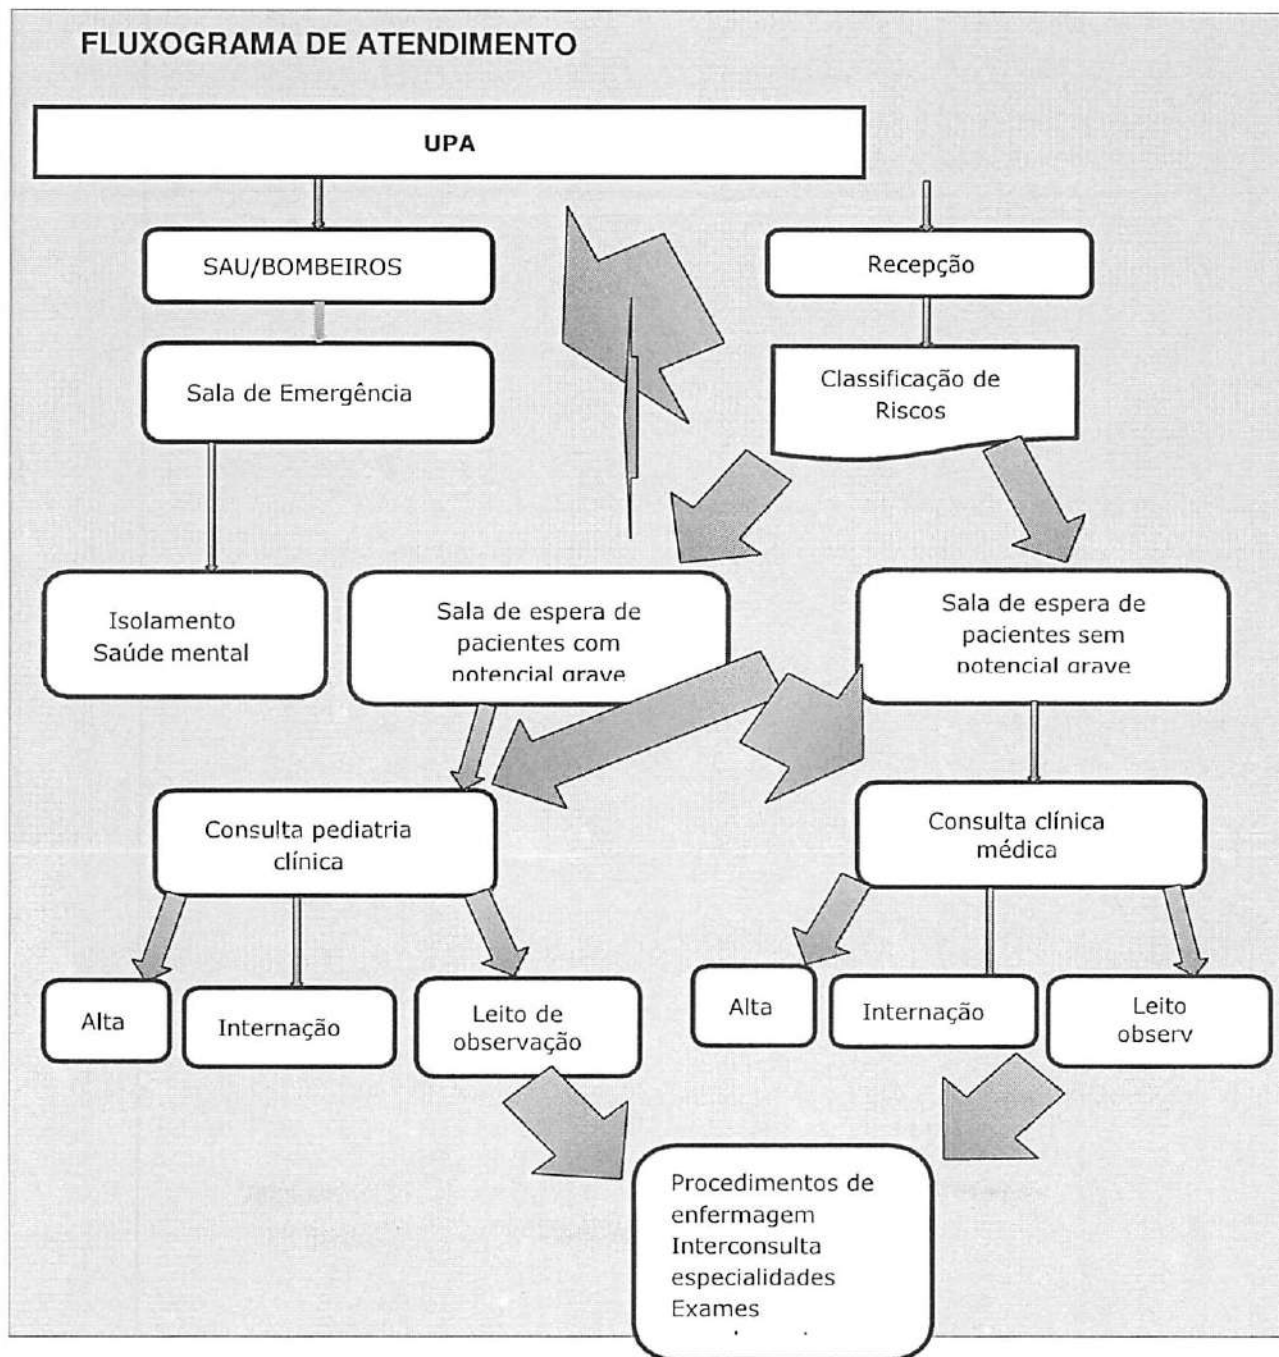 FLUXOGRAMA DE ATENDIMENTO
UPA
SAU/BOMBEIROS
Recepção
Sala de Emergência
Classificação de
Riscos
Isolamento
Saúde mental
Sala de espera de
pacientes com
potencial grave
Sala de espera de
pacientes sem
potencial grave
Consulta pediatria
clínica
Consulta clínica
médica
Alta
Internação
Leito de
observação
Alta
Internação
Leito
observ
Procedimentos de
enfermagem
Interconsulta
especialidades
Exames